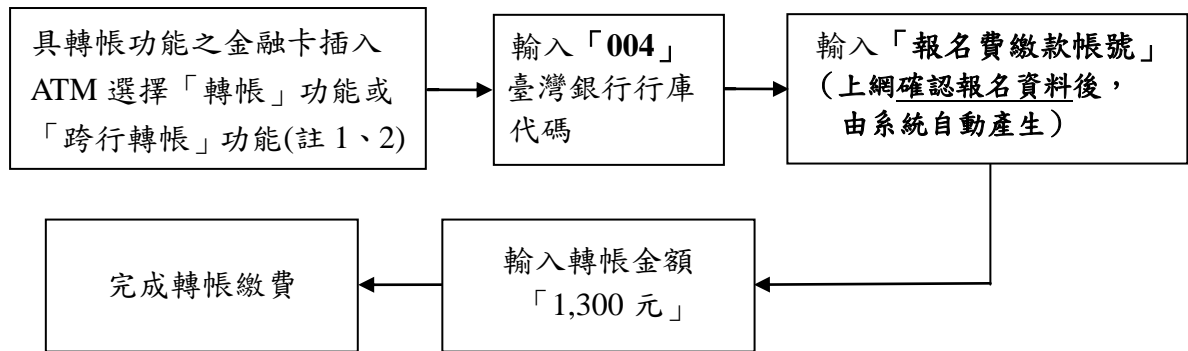 具轉帳功能之金融卡插入
ATM 選擇「轉帳」功能或
「跨行轉帳」功能(註 1、2)
輸入「004」
臺灣銀行行庫
代碼
輸入「報名費繳款帳號」
（上網確認報名資料後，
由系統自動產生）
輸入轉帳金額
「1,300 元」
完成轉帳繳費